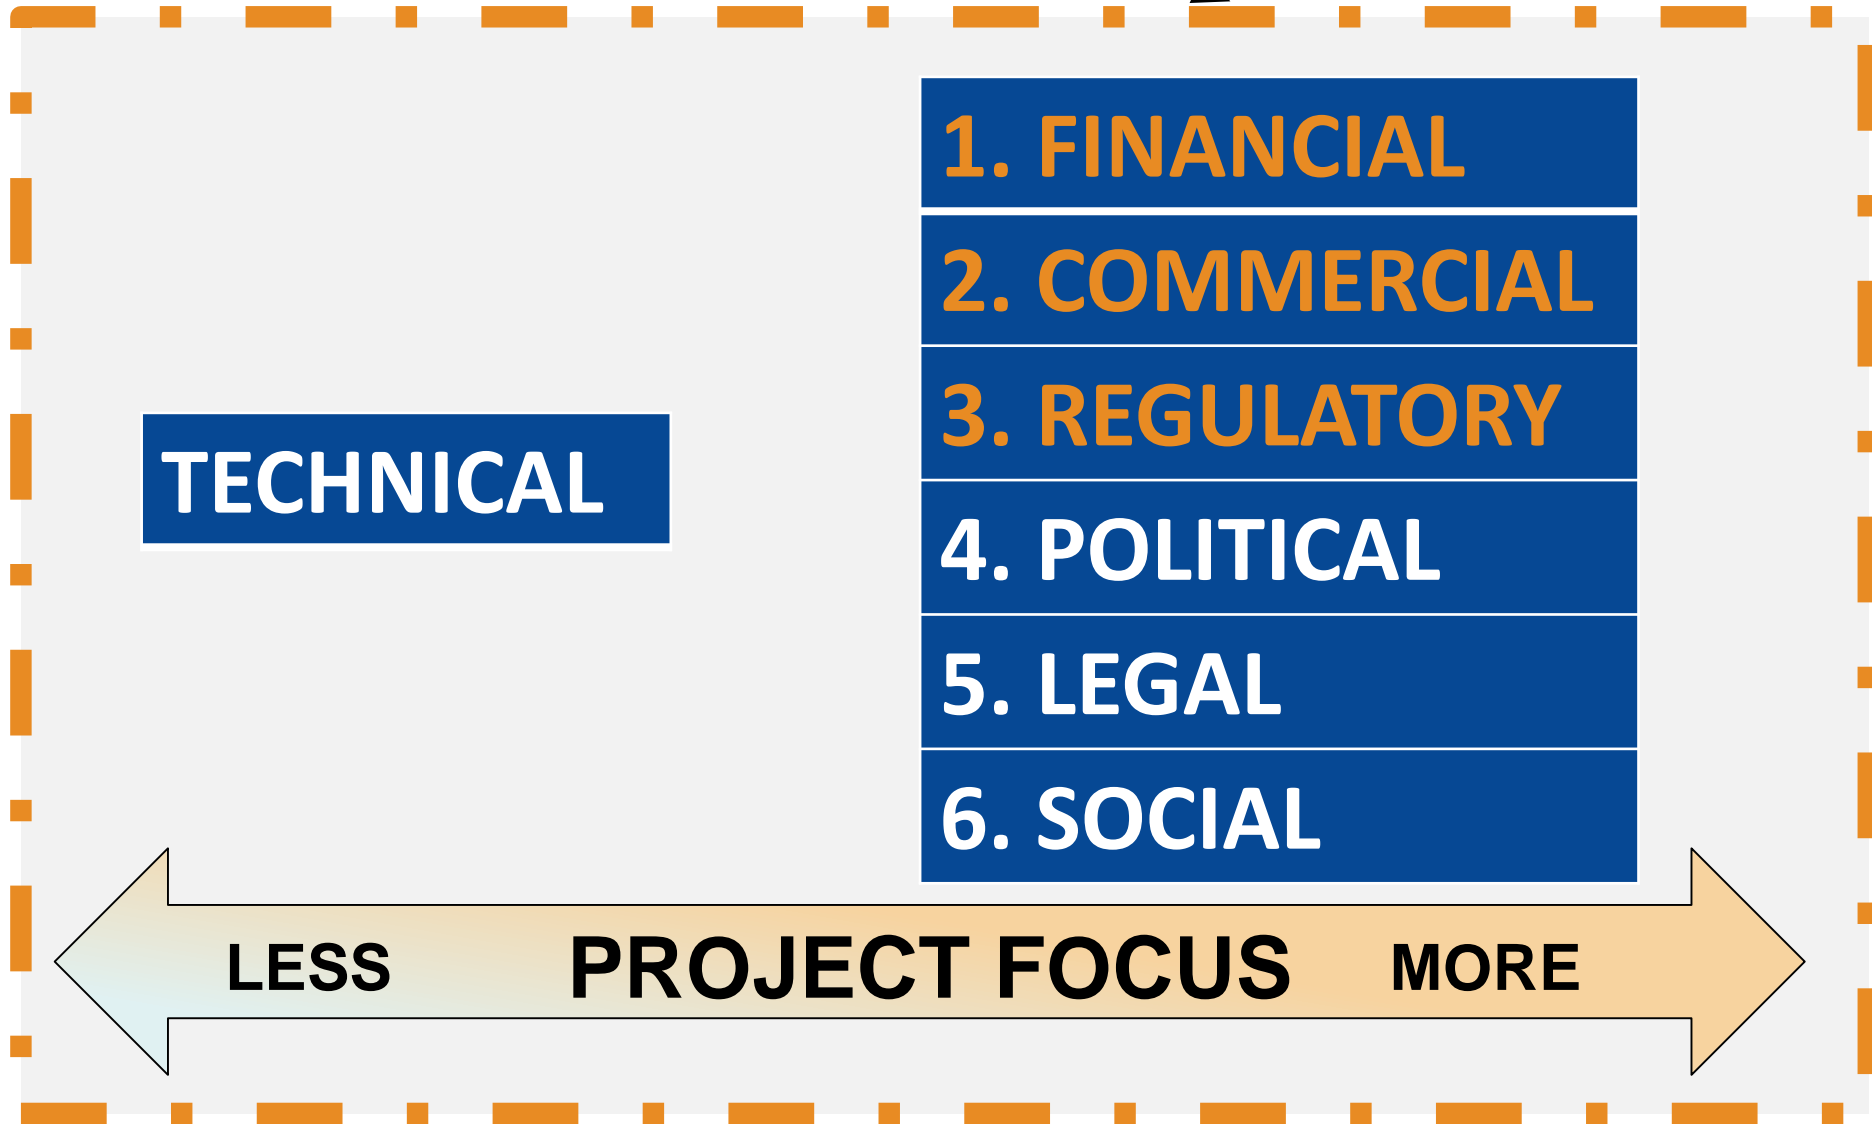 1. FINANCIAL
2. COMMERCIAL
3. REGULATORY
TECHNICAL
4. POLITICAL
5. LEGAL
6. SOCIAL
LESS PROJECT FOCUS MORE